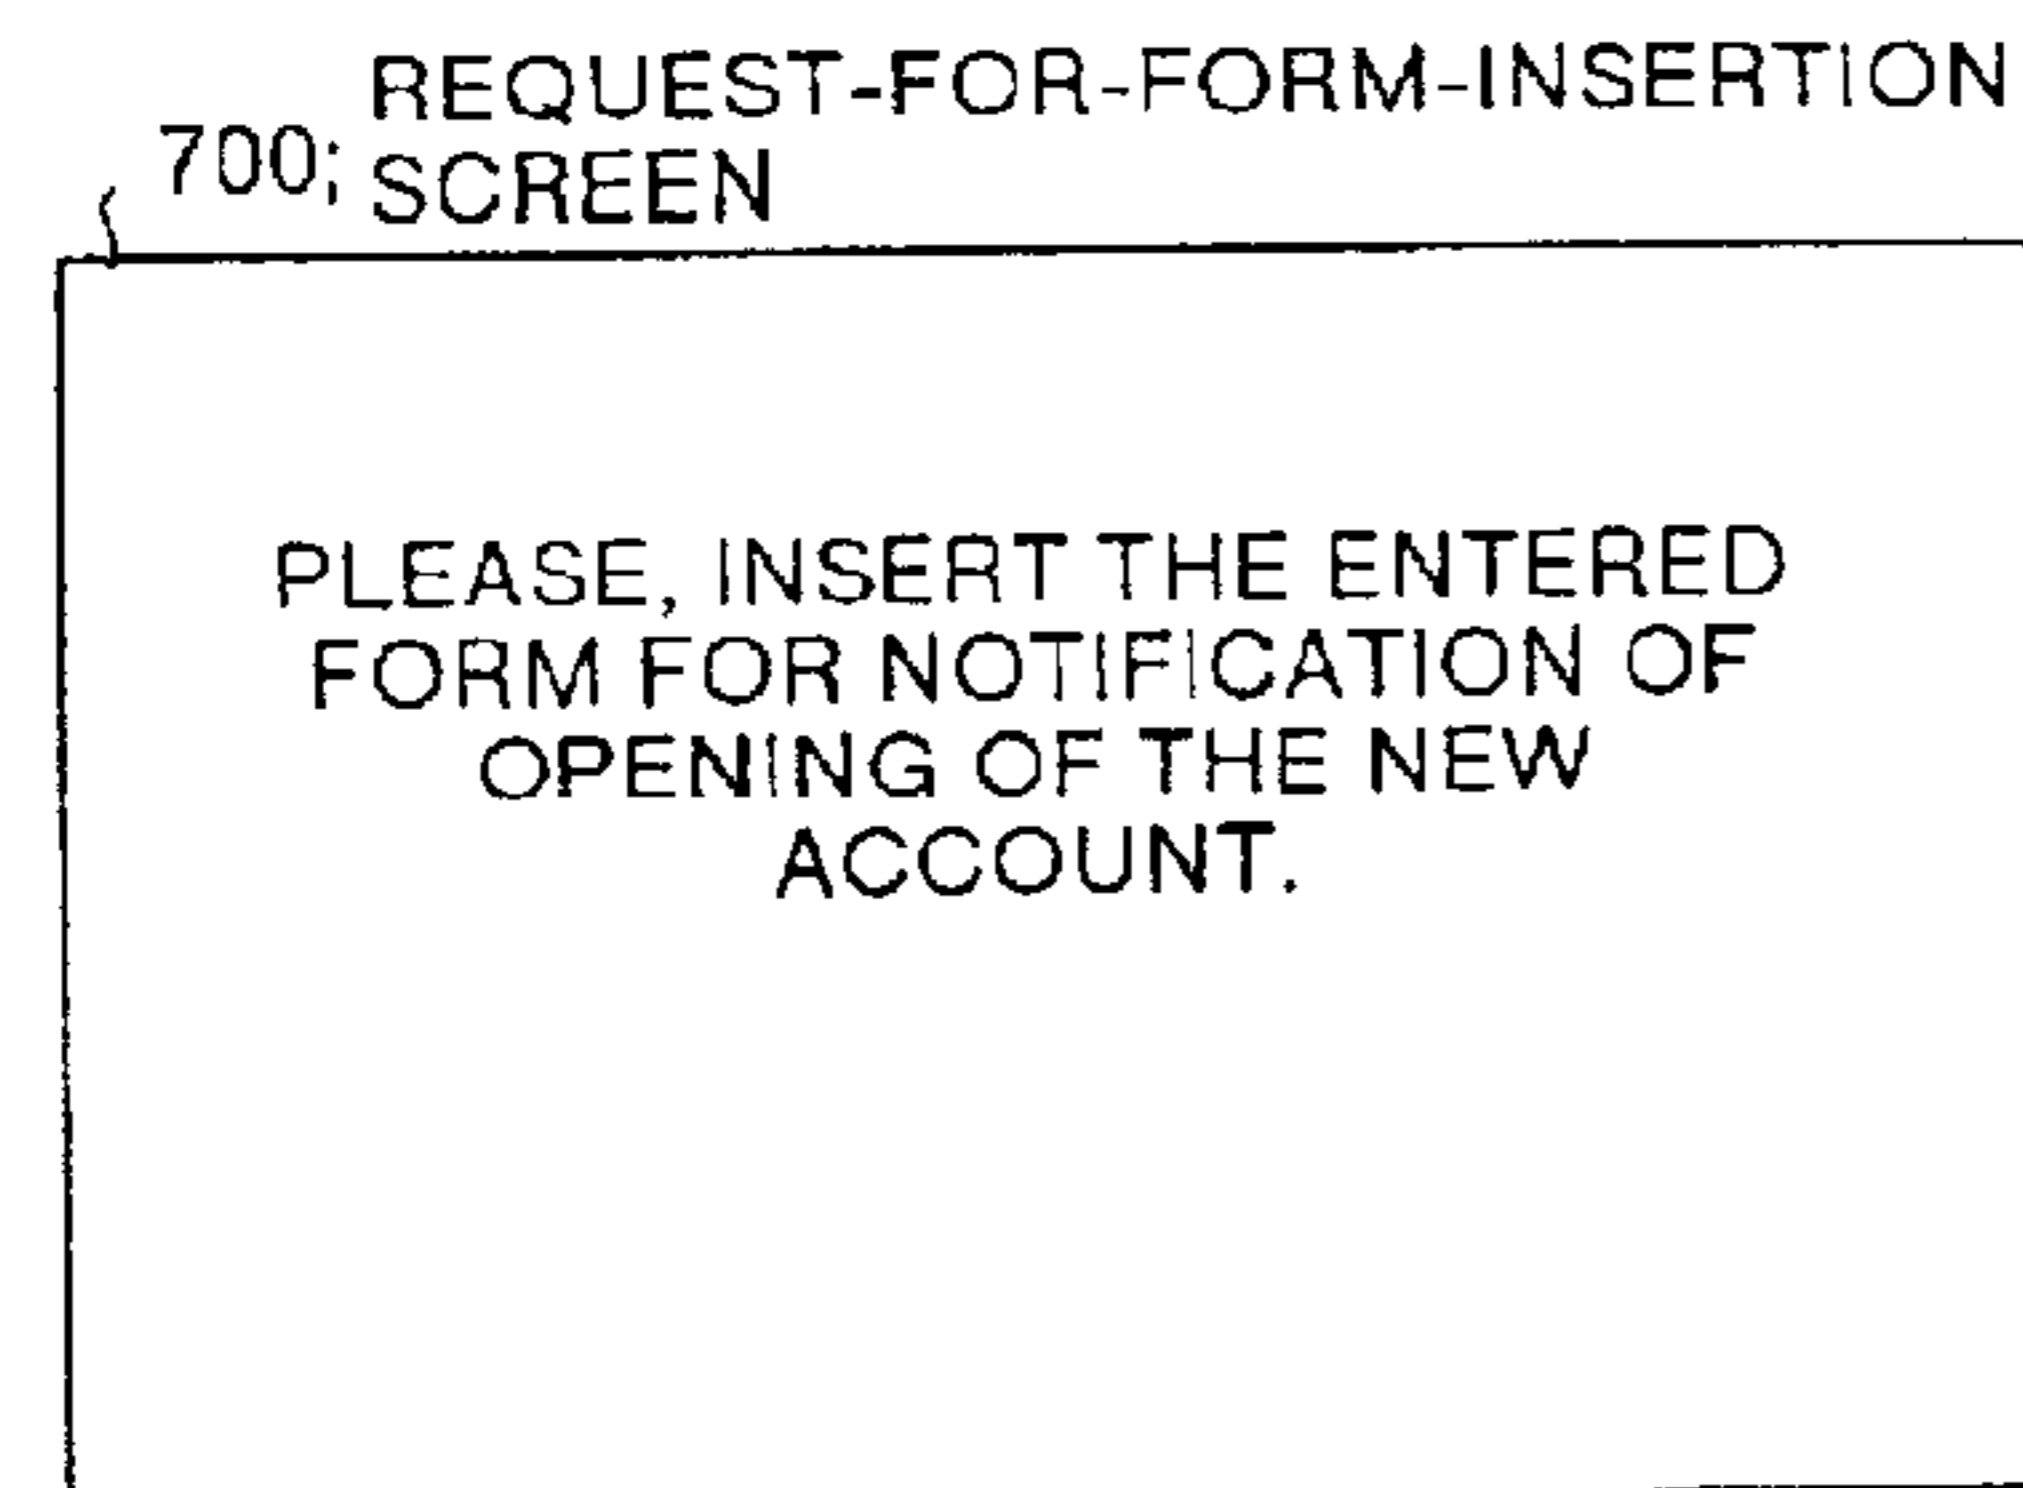 REQUEST-FOR-FORM-INSERTION
700; SCREEN
PLEASE, INSERT THE ENTERED
FORM FOR NOTIFICATION OF
OPENING OF THE NEW
ACCOUNT.